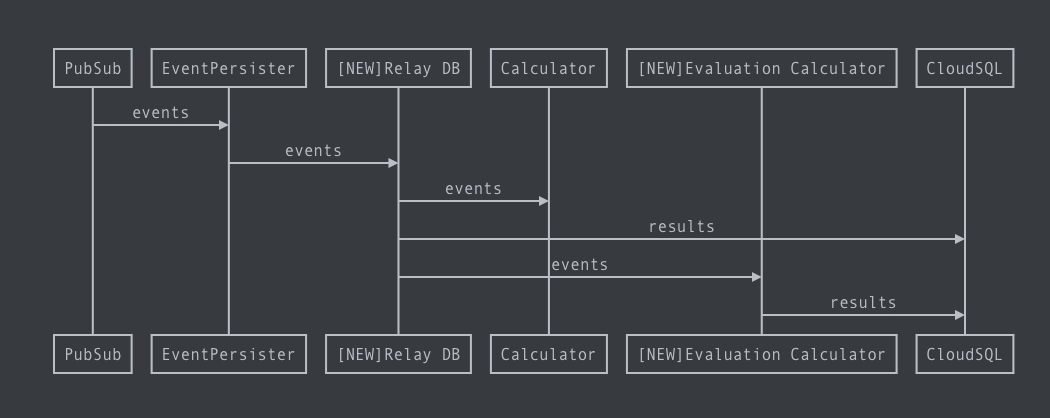 PubSub EventPersister [NEW]Relay DB Calculator [NEW]Evaluation Calculator CloudSQL
events
events
events
results
events
results
PubSub EventPersister [NEW]Relay DB Calculator [NEW]Evaluation Calculator CloudSQL